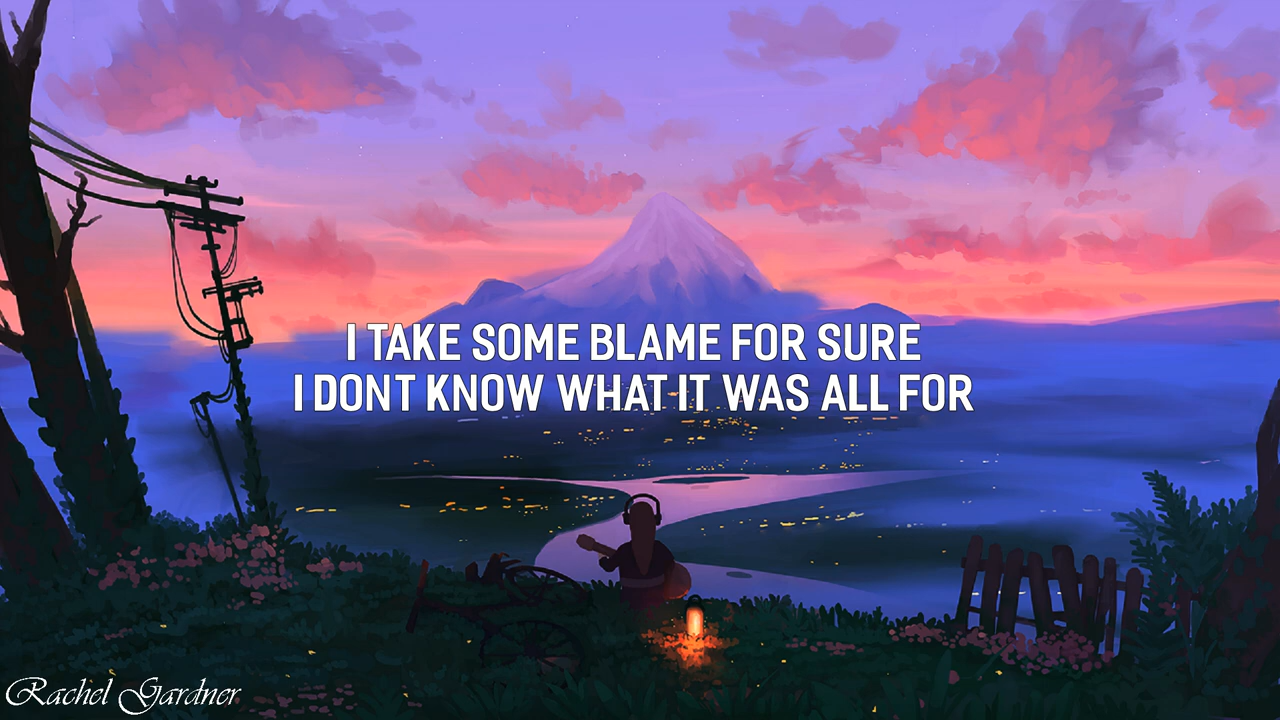 I TAKE SOME BLAME FOR SURE
I DONT KNOW WHAT IT WAS ALL FOR
Rachel Gardner